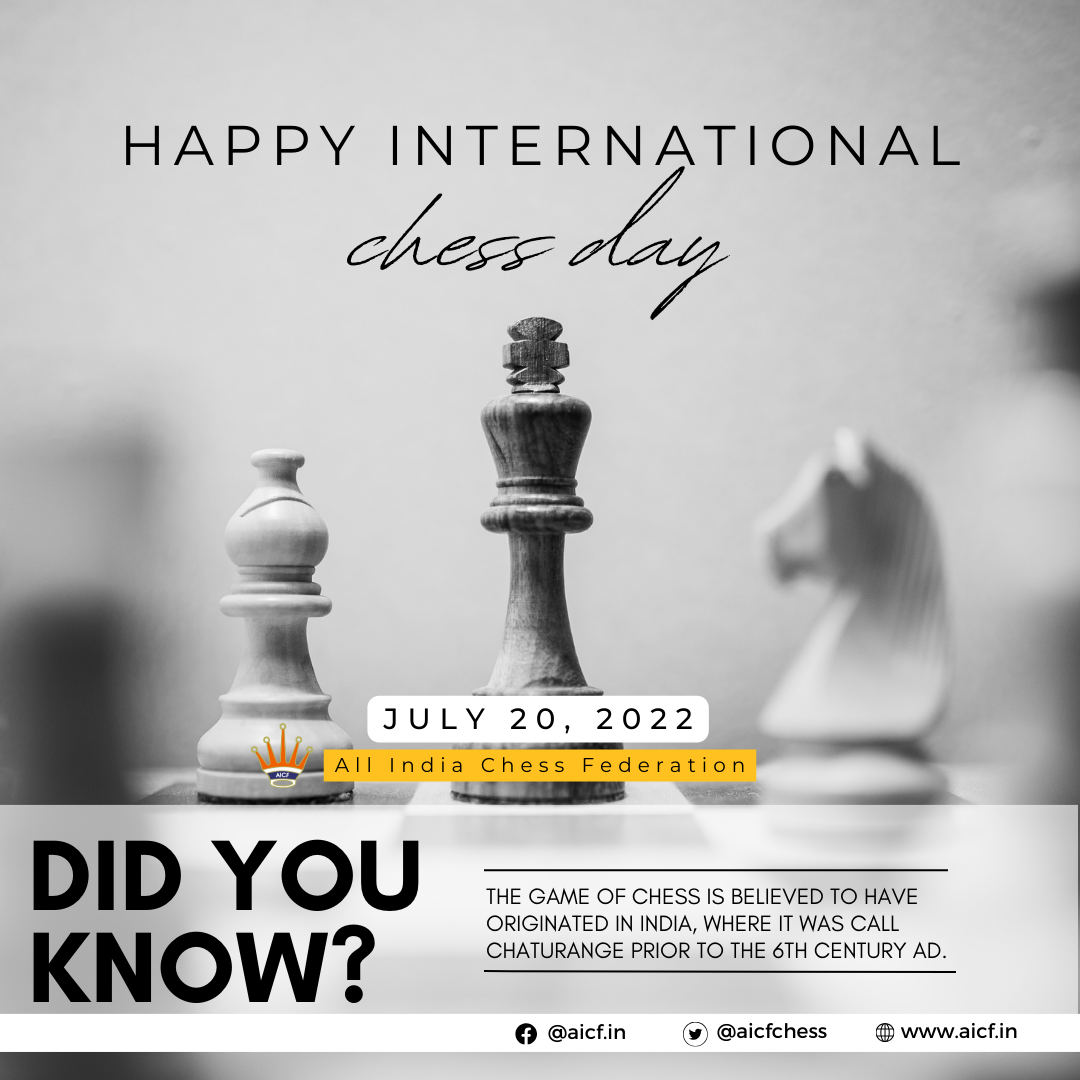 HAPPY INTERNATIONAL
chess day
JULY 20, 2022
AICF
All India Chess Federation
DID YOU
KNOW?
THE GAME OF CHESS IS BELIEVED TO HAVE
ORIGINATED IN INDIA, WHERE IT WAS CALL
CHATURANGE PRIOR TO THE 6TH CENTURY AD.
@aicf.in @aicfchess www.aicf.in